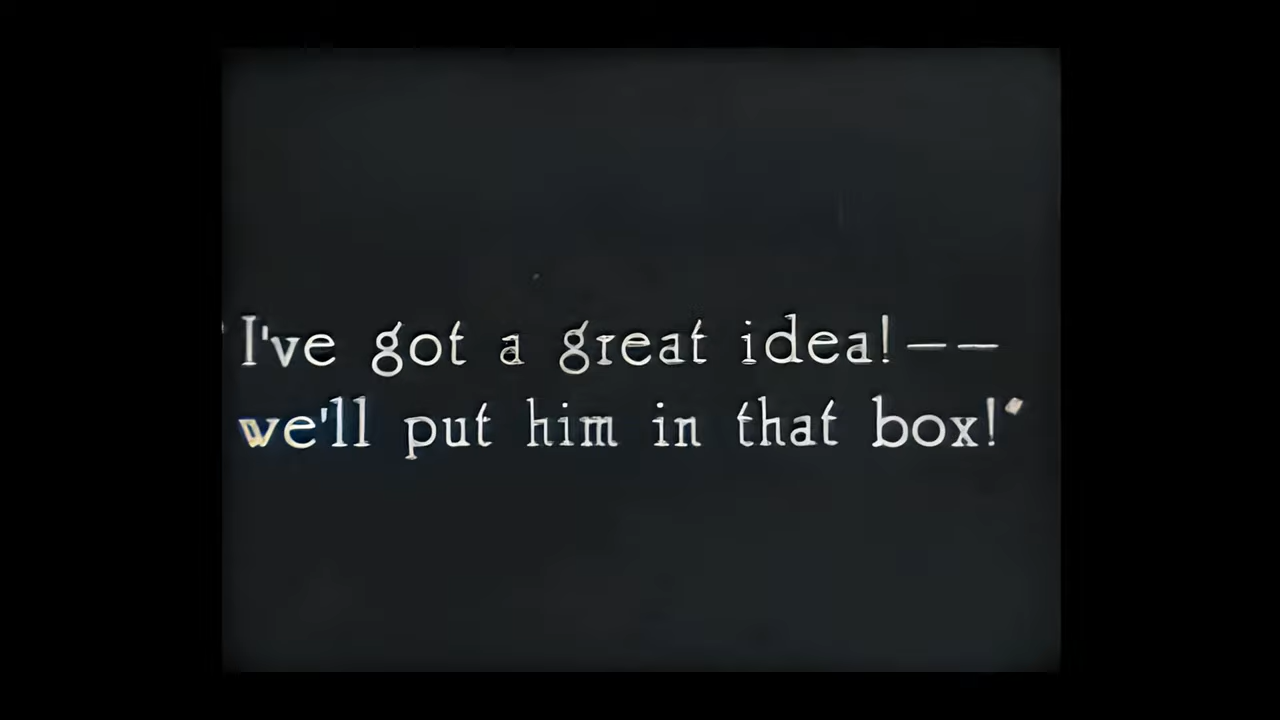 "I've got a great idea!——
we'll put him in that box!"